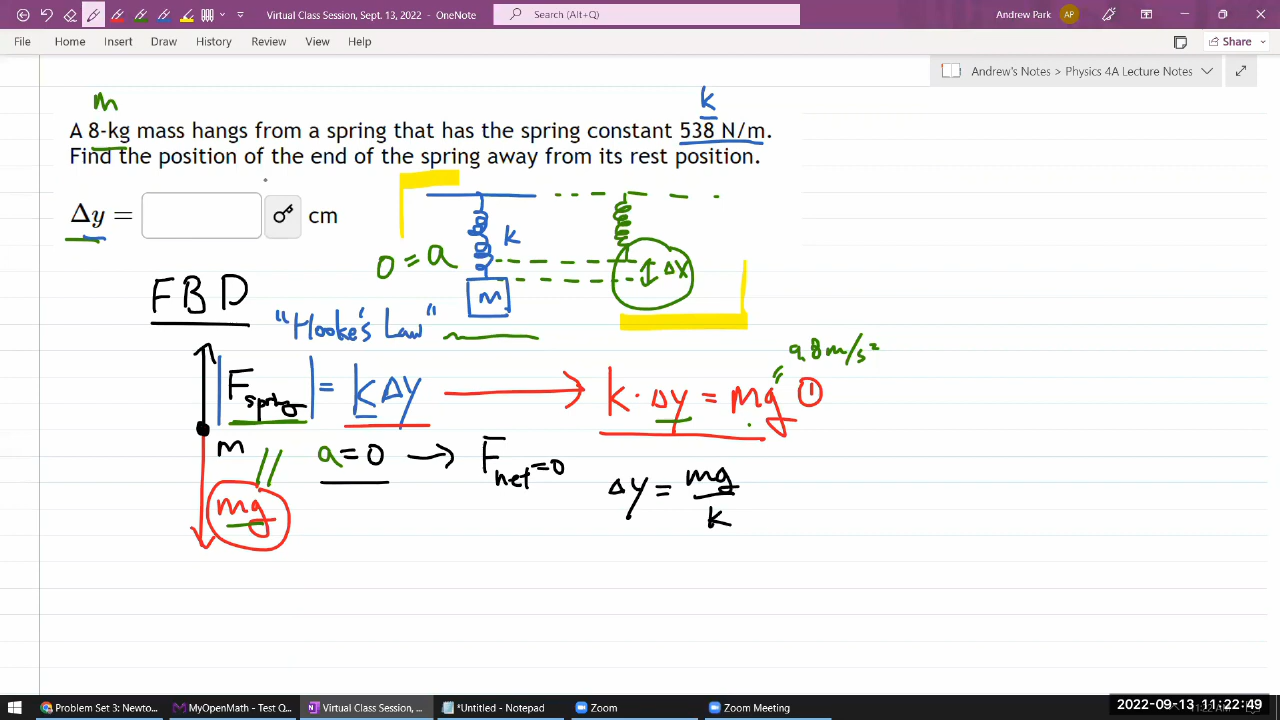 Virtual Class Session, Sept. 13, 2022 - OneNote
Search (Alt+Q)
Andrew Park
AP
File Home Insert Draw History Review View Help
Share
Andrew's Notes > Physics 4A Lecture Notes
m
k
A 8-kg mass hangs from a spring that has the spring constant 538 N/m.
Find the position of the end of the spring away from its rest position.
Δy = cm
k
0 = a
Δx
m
FBD
"Hooke's Law"
9.8 m/s²
|F spring| = kΔy
k · Δy = mg ①
m
a = 0 → F net = 0
mg
Δy = mg/k
Problem Set 3: Newto...
MyOpenMath - Test Q...
Virtual Class Session,...
*Untitled - Notepad
Zoom
Zoom Meeting
2022-09-13 11:22:49